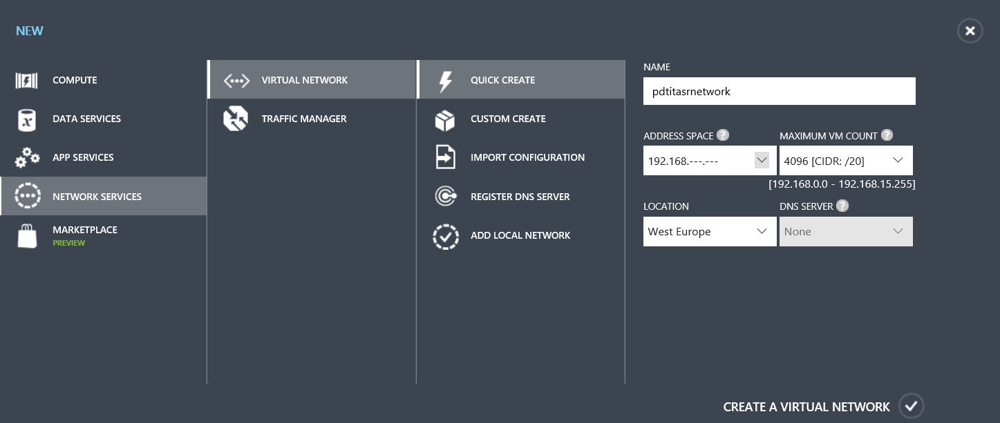 NEW
COMPUTE
DATA SERVICES
APP SERVICES
NETWORK SERVICES
MARKETPLACE
PREVIEW
VIRTUAL NETWORK
TRAFFIC MANAGER
QUICK CREATE
CUSTOM CREATE
IMPORT CONFIGURATION
REGISTER DNS SERVER
ADD LOCAL NETWORK
NAME
pdtitasrnetwork
ADDRESS SPACE ? MAXIMUM VM COUNT ?
192.168.---.--- 4096 [CIDR: /20]
[192.168.0.0 - 192.168.15.255]
LOCATION DNS SERVER ?
West Europe None
CREATE A VIRTUAL NETWORK